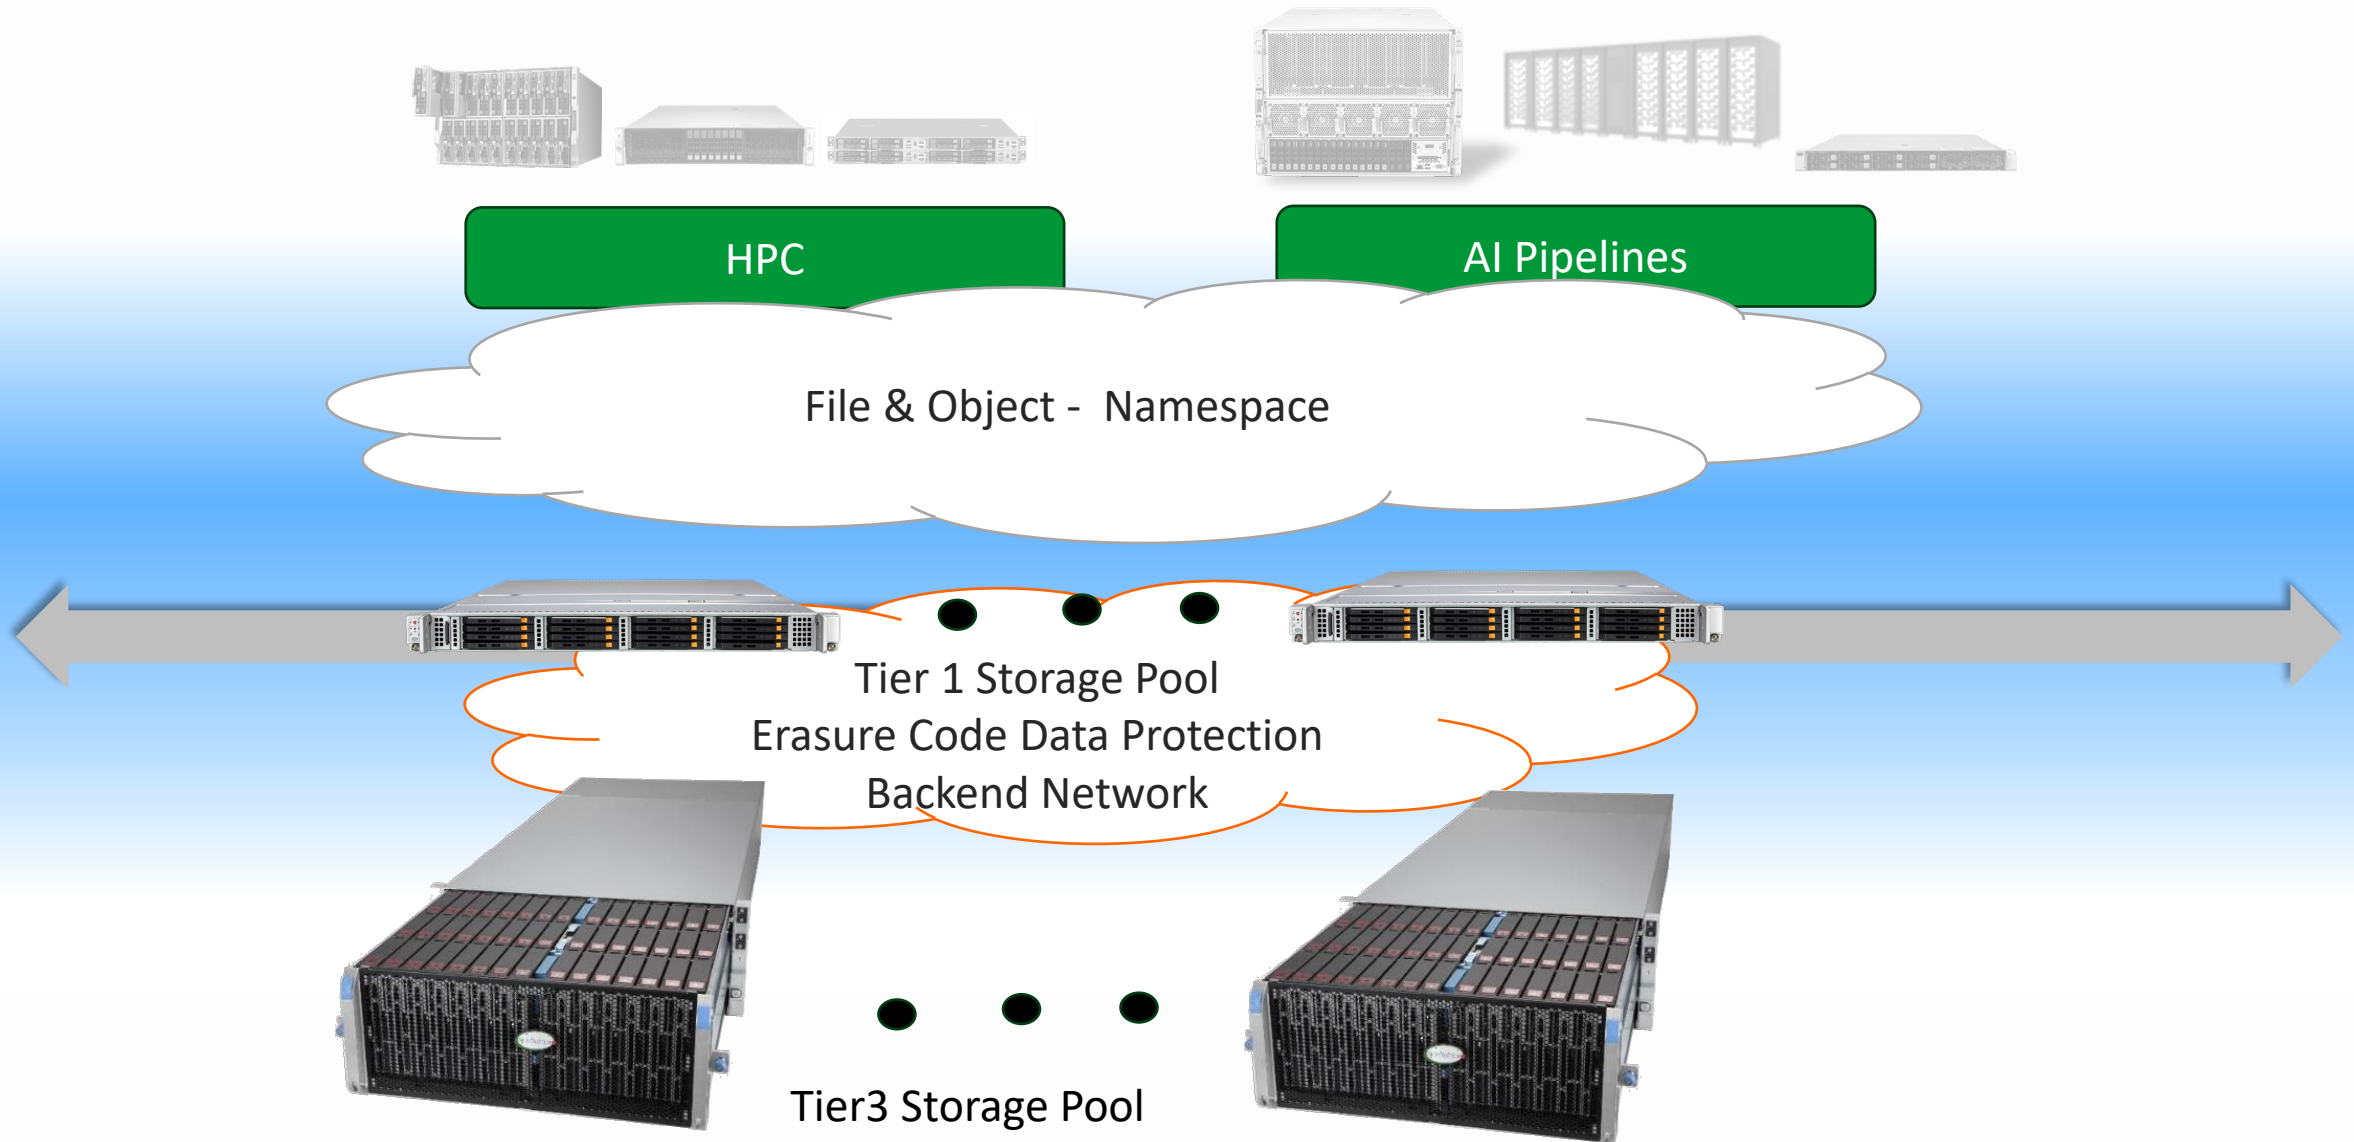 HPC
AI Pipelines
File & Object - Namespace
Tier 1 Storage Pool
Erasure Code Data Protection
Backend Network
Tier3 Storage Pool